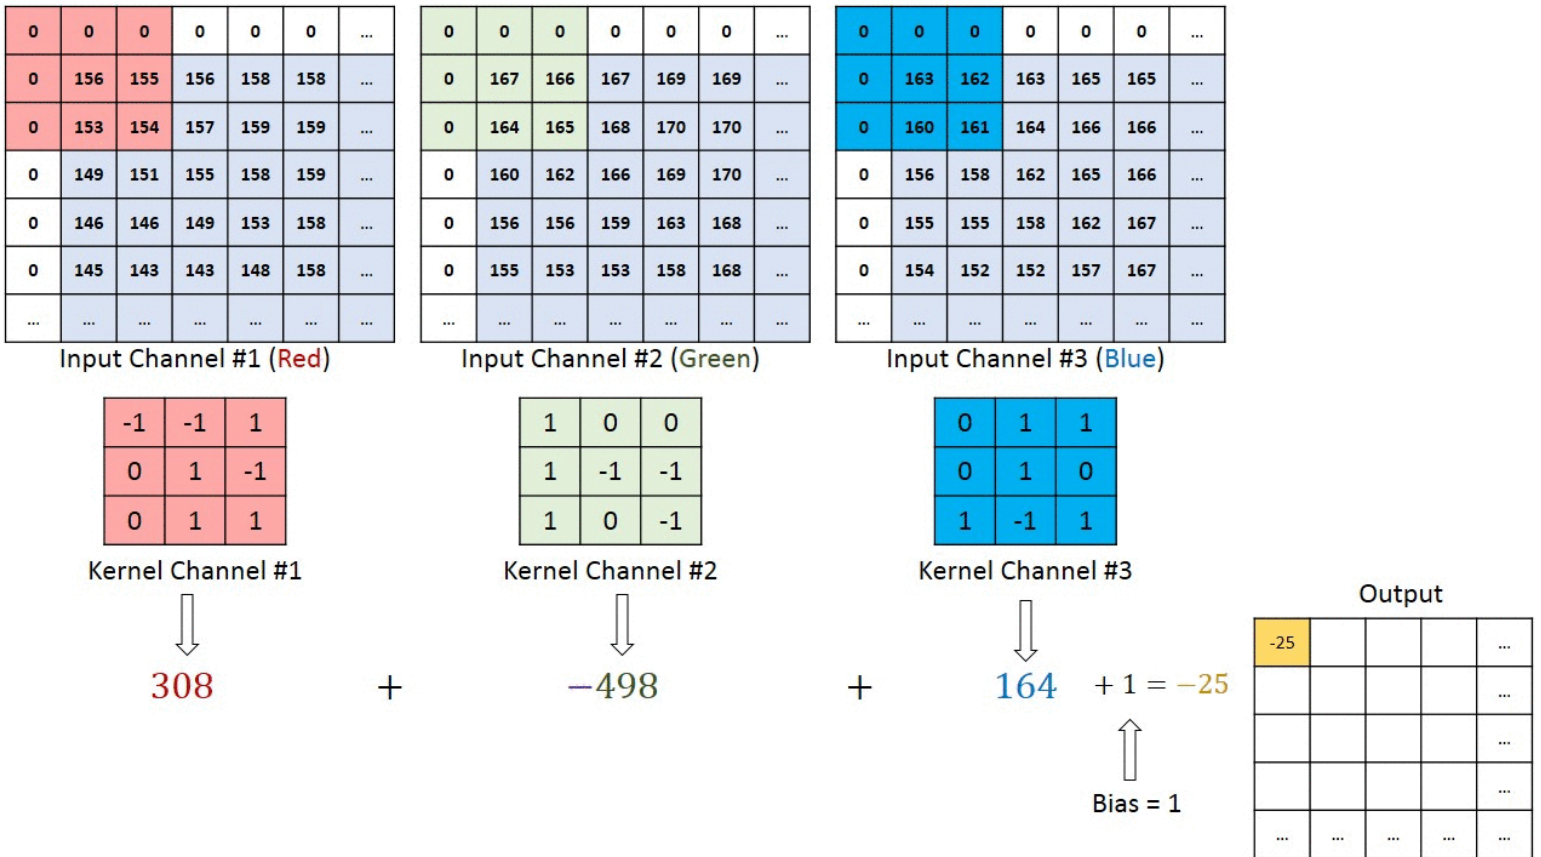 0 0 0 0 0 0 ...
0 156 155 156 158 158 ...
0 153 154 157 159 159 ...
0 149 151 155 158 159 ...
0 146 146 149 153 158 ...
0 145 143 143 148 158 ...
... ... ... ... ... ... ...
Input Channel #1 (Red)
0 0 0 0 0 0 ...
0 167 166 167 169 169 ...
0 164 165 168 170 170 ...
0 160 162 166 169 170 ...
0 156 156 159 163 168 ...
0 155 153 153 158 168 ...
... ... ... ... ... ... ...
Input Channel #2 (Green)
0 0 0 0 0 0 ...
0 163 162 163 165 165 ...
0 160 161 164 166 166 ...
0 156 158 162 165 166 ...
0 155 155 158 162 167 ...
0 154 152 152 157 167 ...
... ... ... ... ... ... ...
Input Channel #3 (Blue)
-1 -1 1
0 1 -1
0 1 1
Kernel Channel #1
1 0 0
1 -1 -1
1 0 -1
Kernel Channel #2
0 1 1
0 1 0
1 -1 1
Kernel Channel #3
308 + −498 + 164 + 1 = −25
Bias = 1
Output
-25 ...
...
...
...
... ... ... ... ...